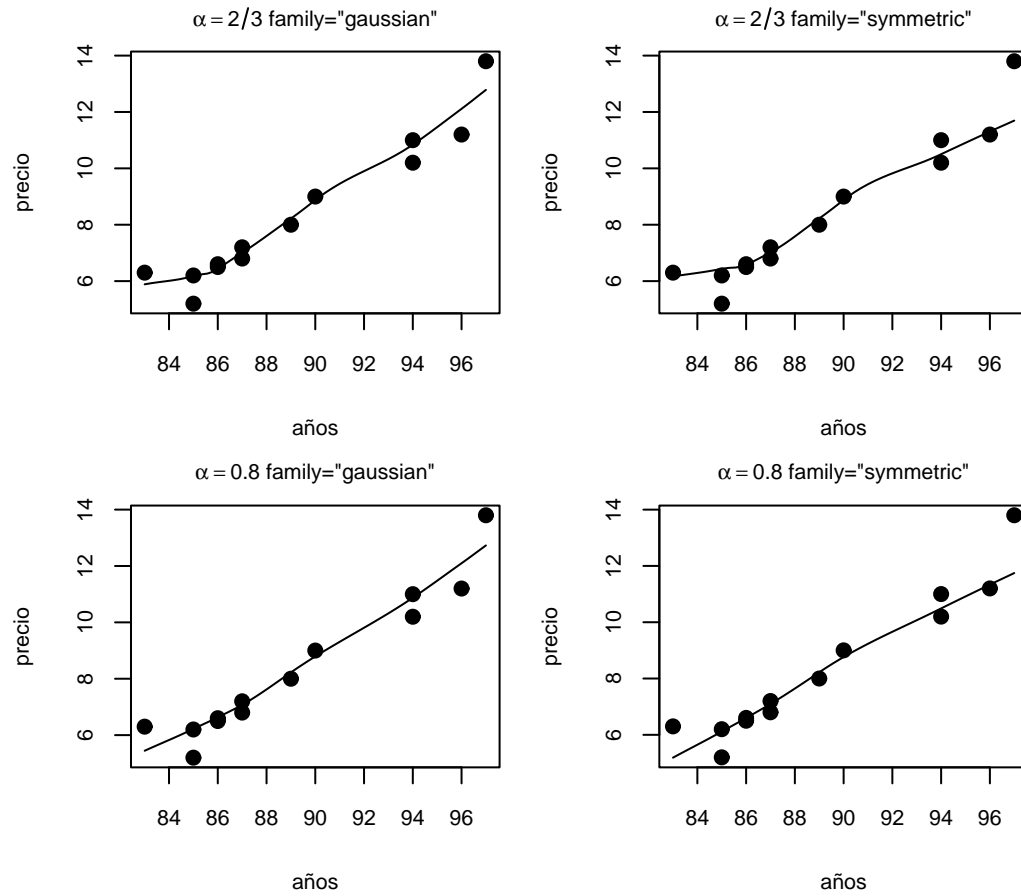 α = 2/3 family="gaussian"
precio
14
12
10
8
6
84 86 88 90 92 94 96
años
α = 2/3 family="symmetric"
precio
14
12
10
8
6
84 86 88 90 92 94 96
años
α = 0.8 family="gaussian"
precio
14
12
10
8
6
84 86 88 90 92 94 96
años
α = 0.8 family="symmetric"
precio
14
12
10
8
6
84 86 88 90 92 94 96
años